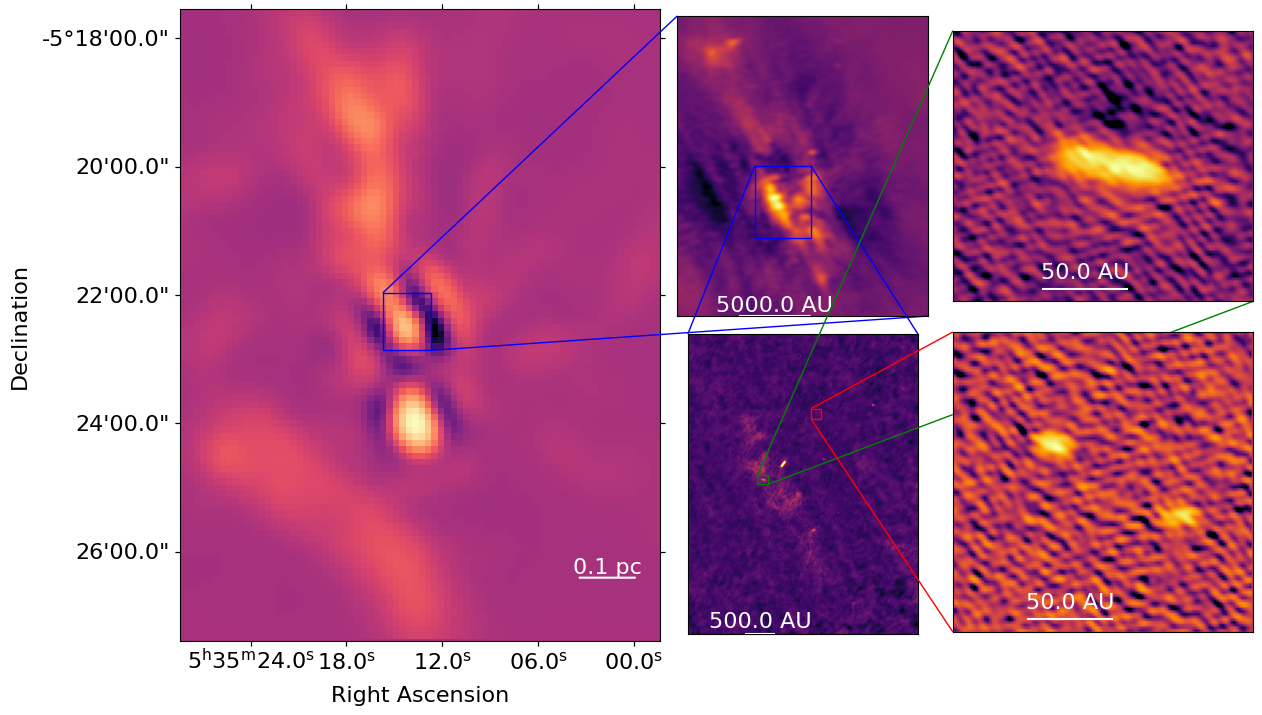 -5°18'00.0"
20'00.0"
22'00.0"
24'00.0"
26'00.0"
Declination
5ʰ35ᵐ24.0ˢ 18.0ˢ 12.0ˢ 06.0ˢ 00.0ˢ
Right Ascension
0.1 pc
5000.0 AU
500.0 AU
50.0 AU
50.0 AU